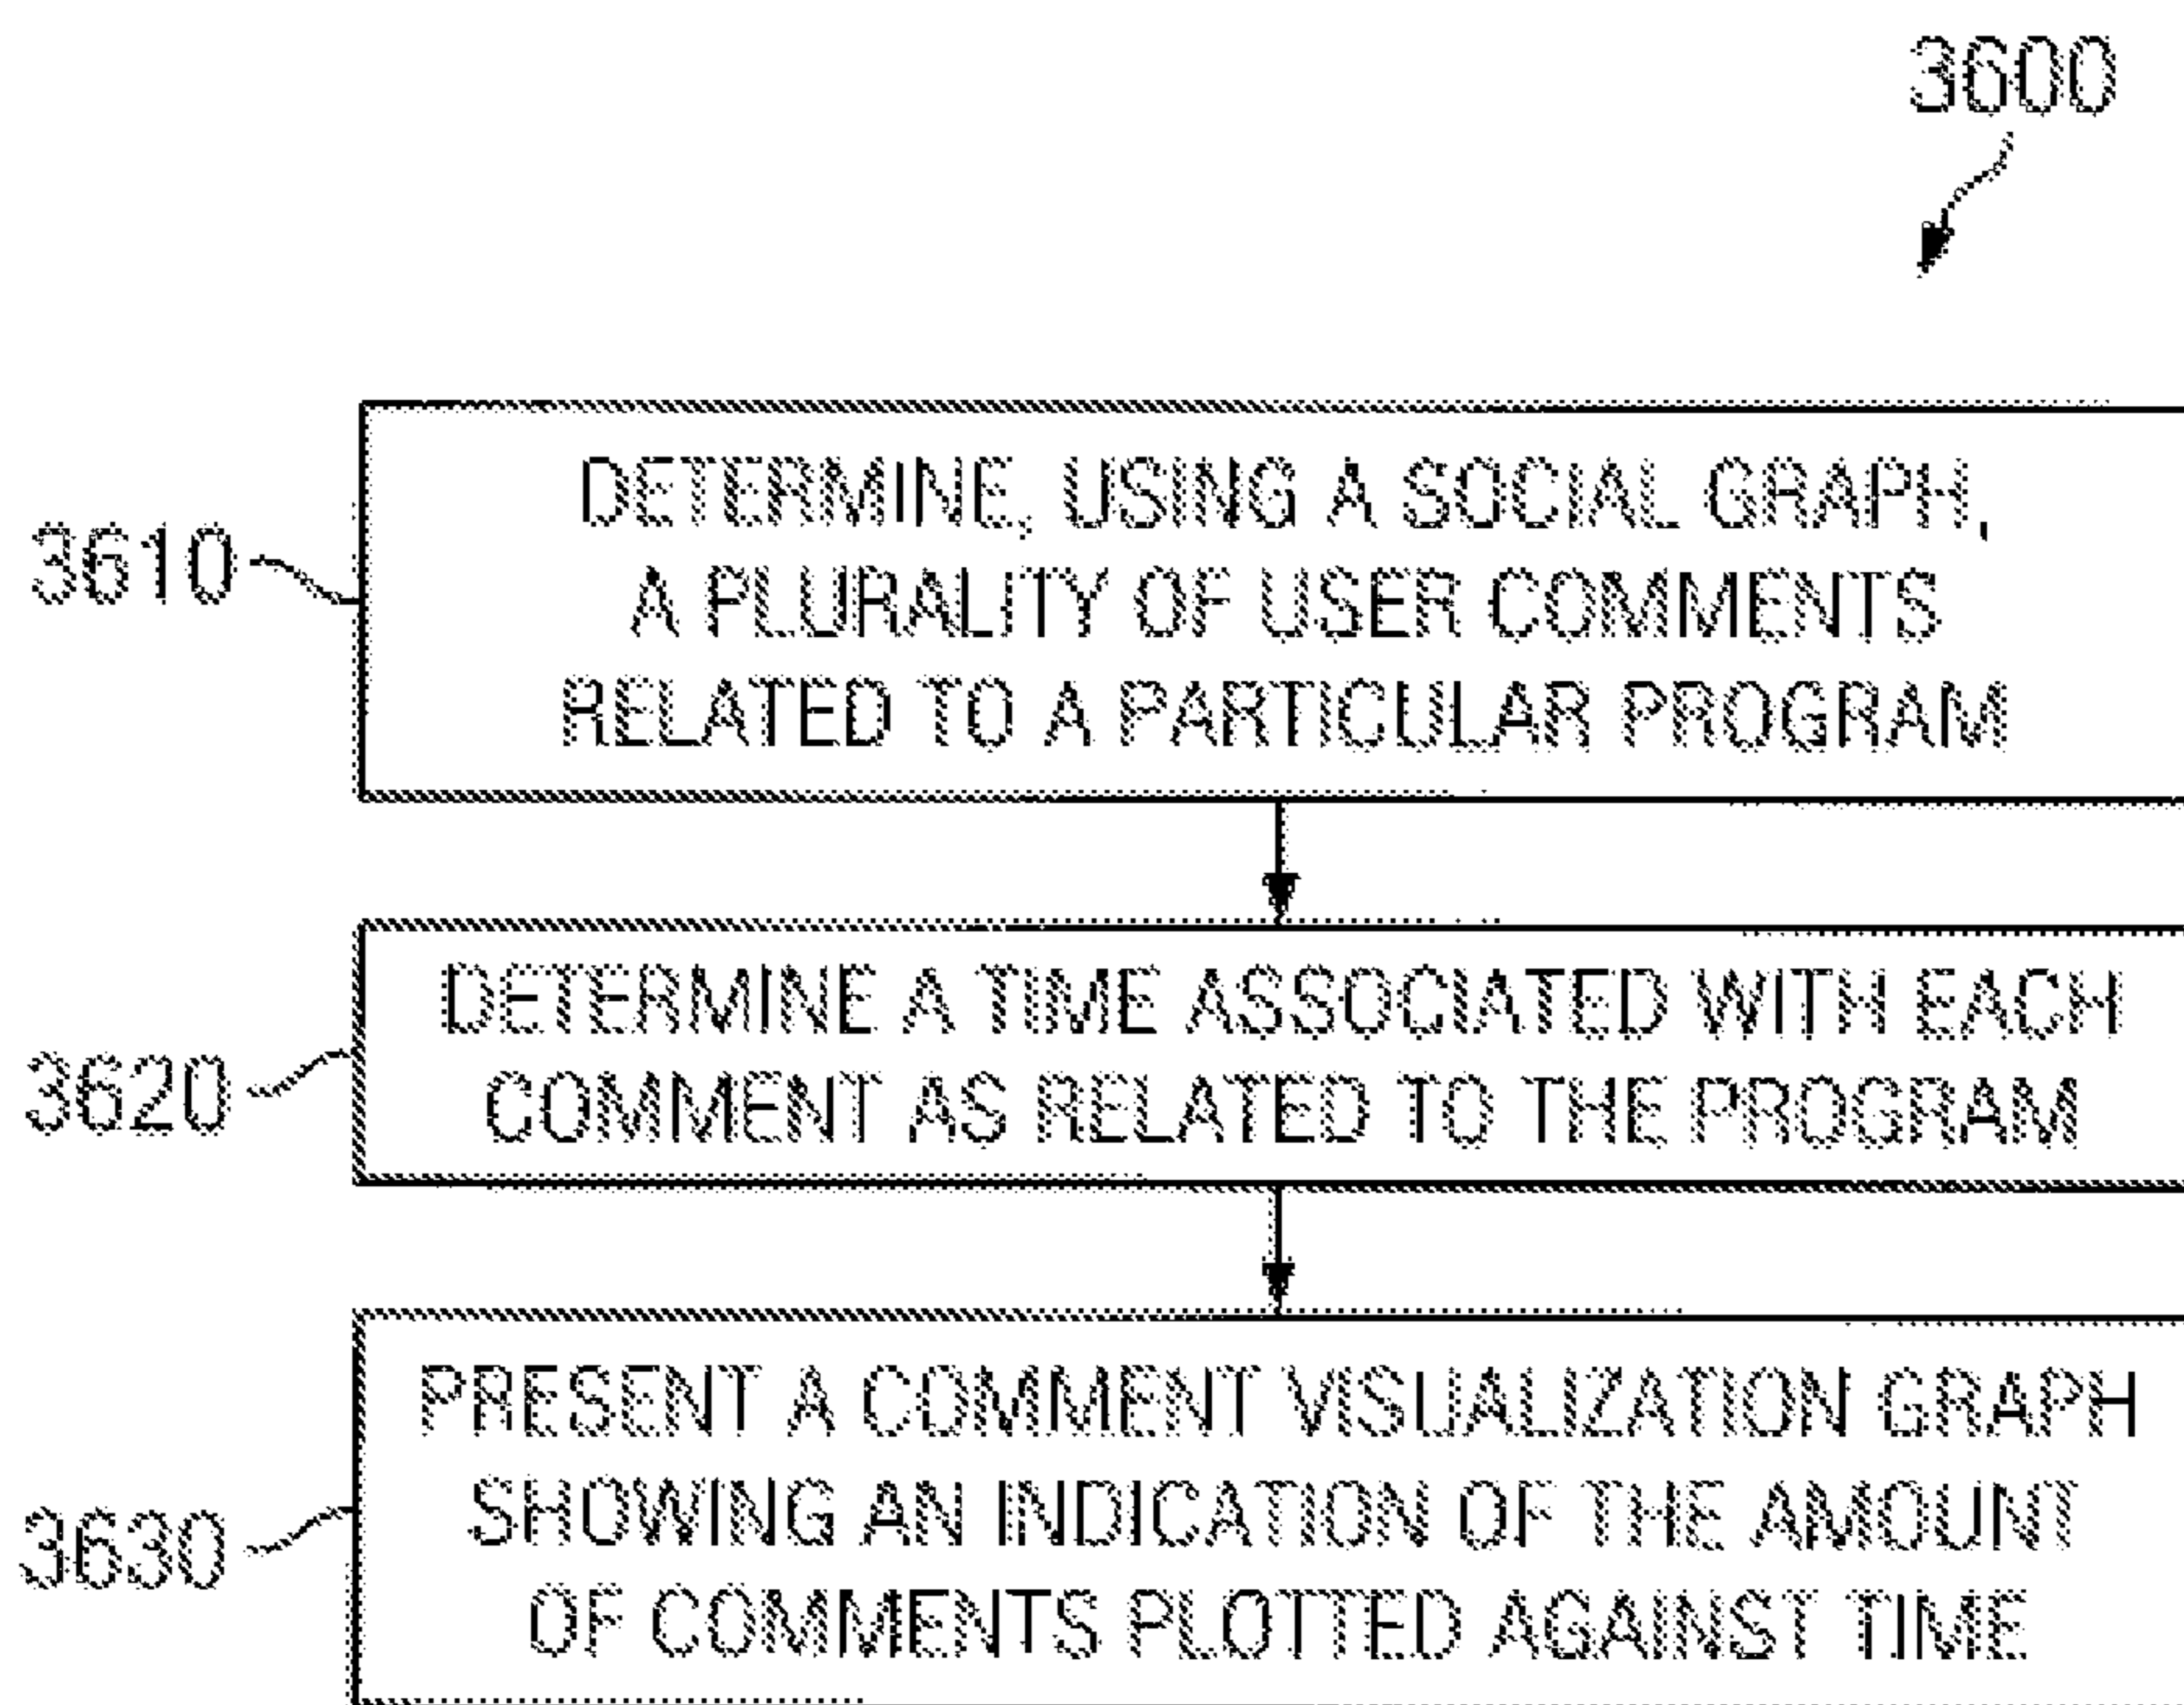 3600
3610
DETERMINE, USING A SOCIAL GRAPH,
A PLURALITY OF USER COMMENTS
RELATED TO A PARTICULAR PROGRAM
3620
DETERMINE A TIME ASSOCIATED WITH EACH
COMMENT AS RELATED TO THE PROGRAM
3630
PRESENT A COMMENT VISUALIZATION GRAPH
SHOWING AN INDICATION OF THE AMOUNT
OF COMMENTS PLOTTED AGAINST TIME